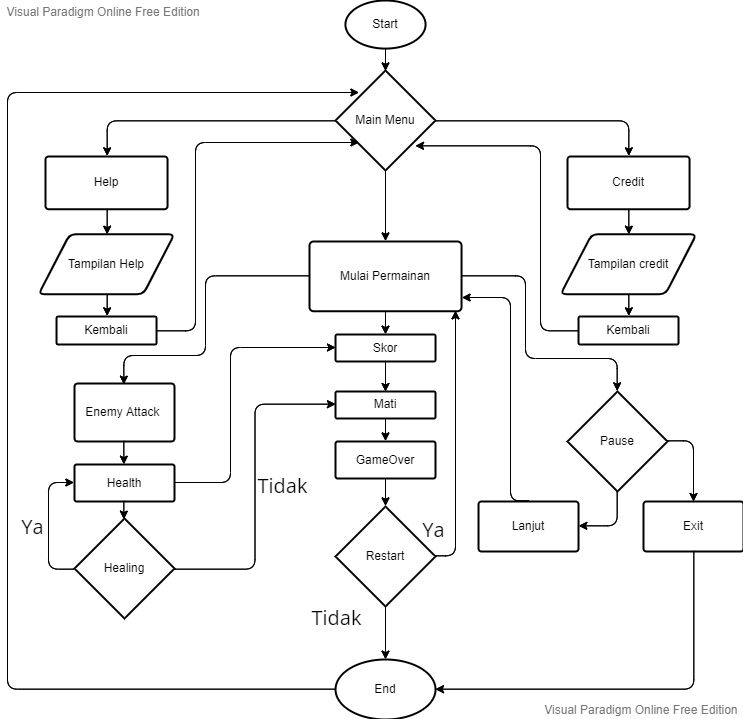 Visual Paradigm Online Free Edition
Start
Main Menu
Help
Credit
Tampilan Help
Mulai Permainan
Tampilan credit
Kembali
Kembali
Skor
Enemy Attack
Mati
Pause
GameOver
Health
Tidak
Ya
Ya
Lanjut
Exit
Healing
Restart
Tidak
End
Visual Paradigm Online Free Edition